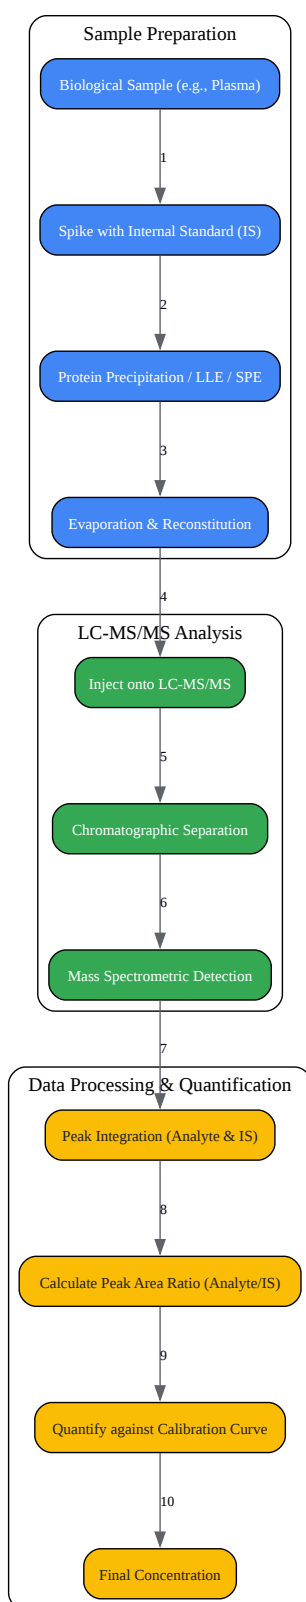 Sample Preparation
Biological Sample (e.g., Plasma)
1
Spike with Internal Standard (IS)
2
Protein Precipitation / LLE / SPE
3
Evaporation & Reconstitution
4
LC-MS/MS Analysis
Inject onto LC-MS/MS
5
Chromatographic Separation
6
Mass Spectrometric Detection
7
Data Processing & Quantification
Peak Integration (Analyte & IS)
8
Calculate Peak Area Ratio (Analyte/IS)
9
Quantify against Calibration Curve
10
Final Concentration